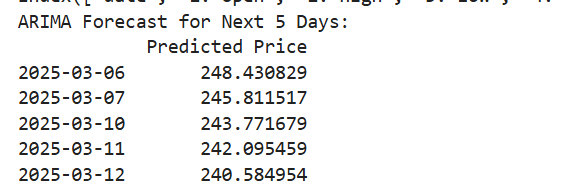 ARIMA Forecast for Next 5 Days:
Predicted Price
2025-03-06 248.430829
2025-03-07 245.811517
2025-03-10 243.771679
2025-03-11 242.095459
2025-03-12 240.584954